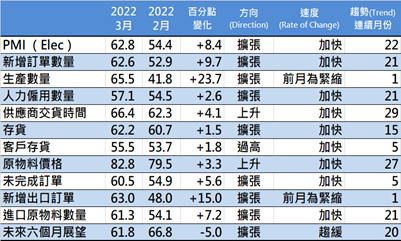 2022 3月 2022 2月 百分點 變化 方向 (Direction) 速度 (Rate of Change) 趨勢(Trend) 連續月份
PMI（Elec） 62.8 54.4 +8.4 擴張 加快 22
新增訂單數量 62.6 52.9 +9.7 擴張 加快 21
生產數量 65.5 41.8 +23.7 擴張 前月為緊縮 1
人力僱用數量 57.1 54.5 +2.6 擴張 加快 21
供應商交貨時間 66.4 62.3 +4.1 上升 加快 29
存貨 62.2 60.7 +1.5 擴張 加快 15
客戶存貨 55.5 53.7 +1.8 過高 加快 5
原物料價格 82.8 79.5 +3.3 上升 加快 27
未完成訂單 60.5 54.9 +5.6 擴張 加快 5
新增出口訂單 63.0 48.0 +15.0 擴張 前月為緊縮 1
進口原物料數量 61.3 54.1 +7.2 擴張 加快 21
未來六個月展望 61.8 66.8 -5.0 擴張 趨緩 20